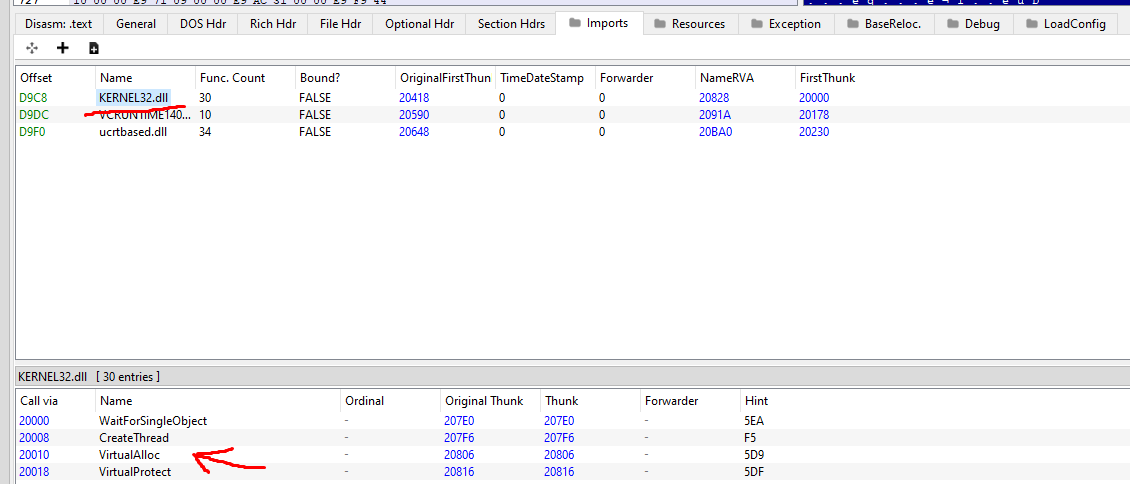 Disasm: .text General DOS Hdr Rich Hdr File Hdr Optional Hdr Section Hdrs Imports Resources Exception BaseReloc. Debug LoadConfig
Offset Name Func. Count Bound? OriginalFirstThun TimeDateStamp Forwarder NameRVA FirstThunk
D9C8 KERNEL32.dll 30 FALSE 20418 0 0 20828 20000
D9DC VCRUNTIME140... 10 FALSE 20590 0 0 2091A 20178
D9F0 ucrtbased.dll 34 FALSE 20648 0 0 20BA0 20230
KERNEL32.dll [ 30 entries ]
Call via Name Ordinal Original Thunk Thunk Forwarder Hint
20000 WaitForSingleObject - 207E0 207E0 - 5EA
20008 CreateThread - 207F6 207F6 - F5
20010 VirtualAlloc - 20806 20806 - 5D9
20018 VirtualProtect - 20816 20816 - 5DF